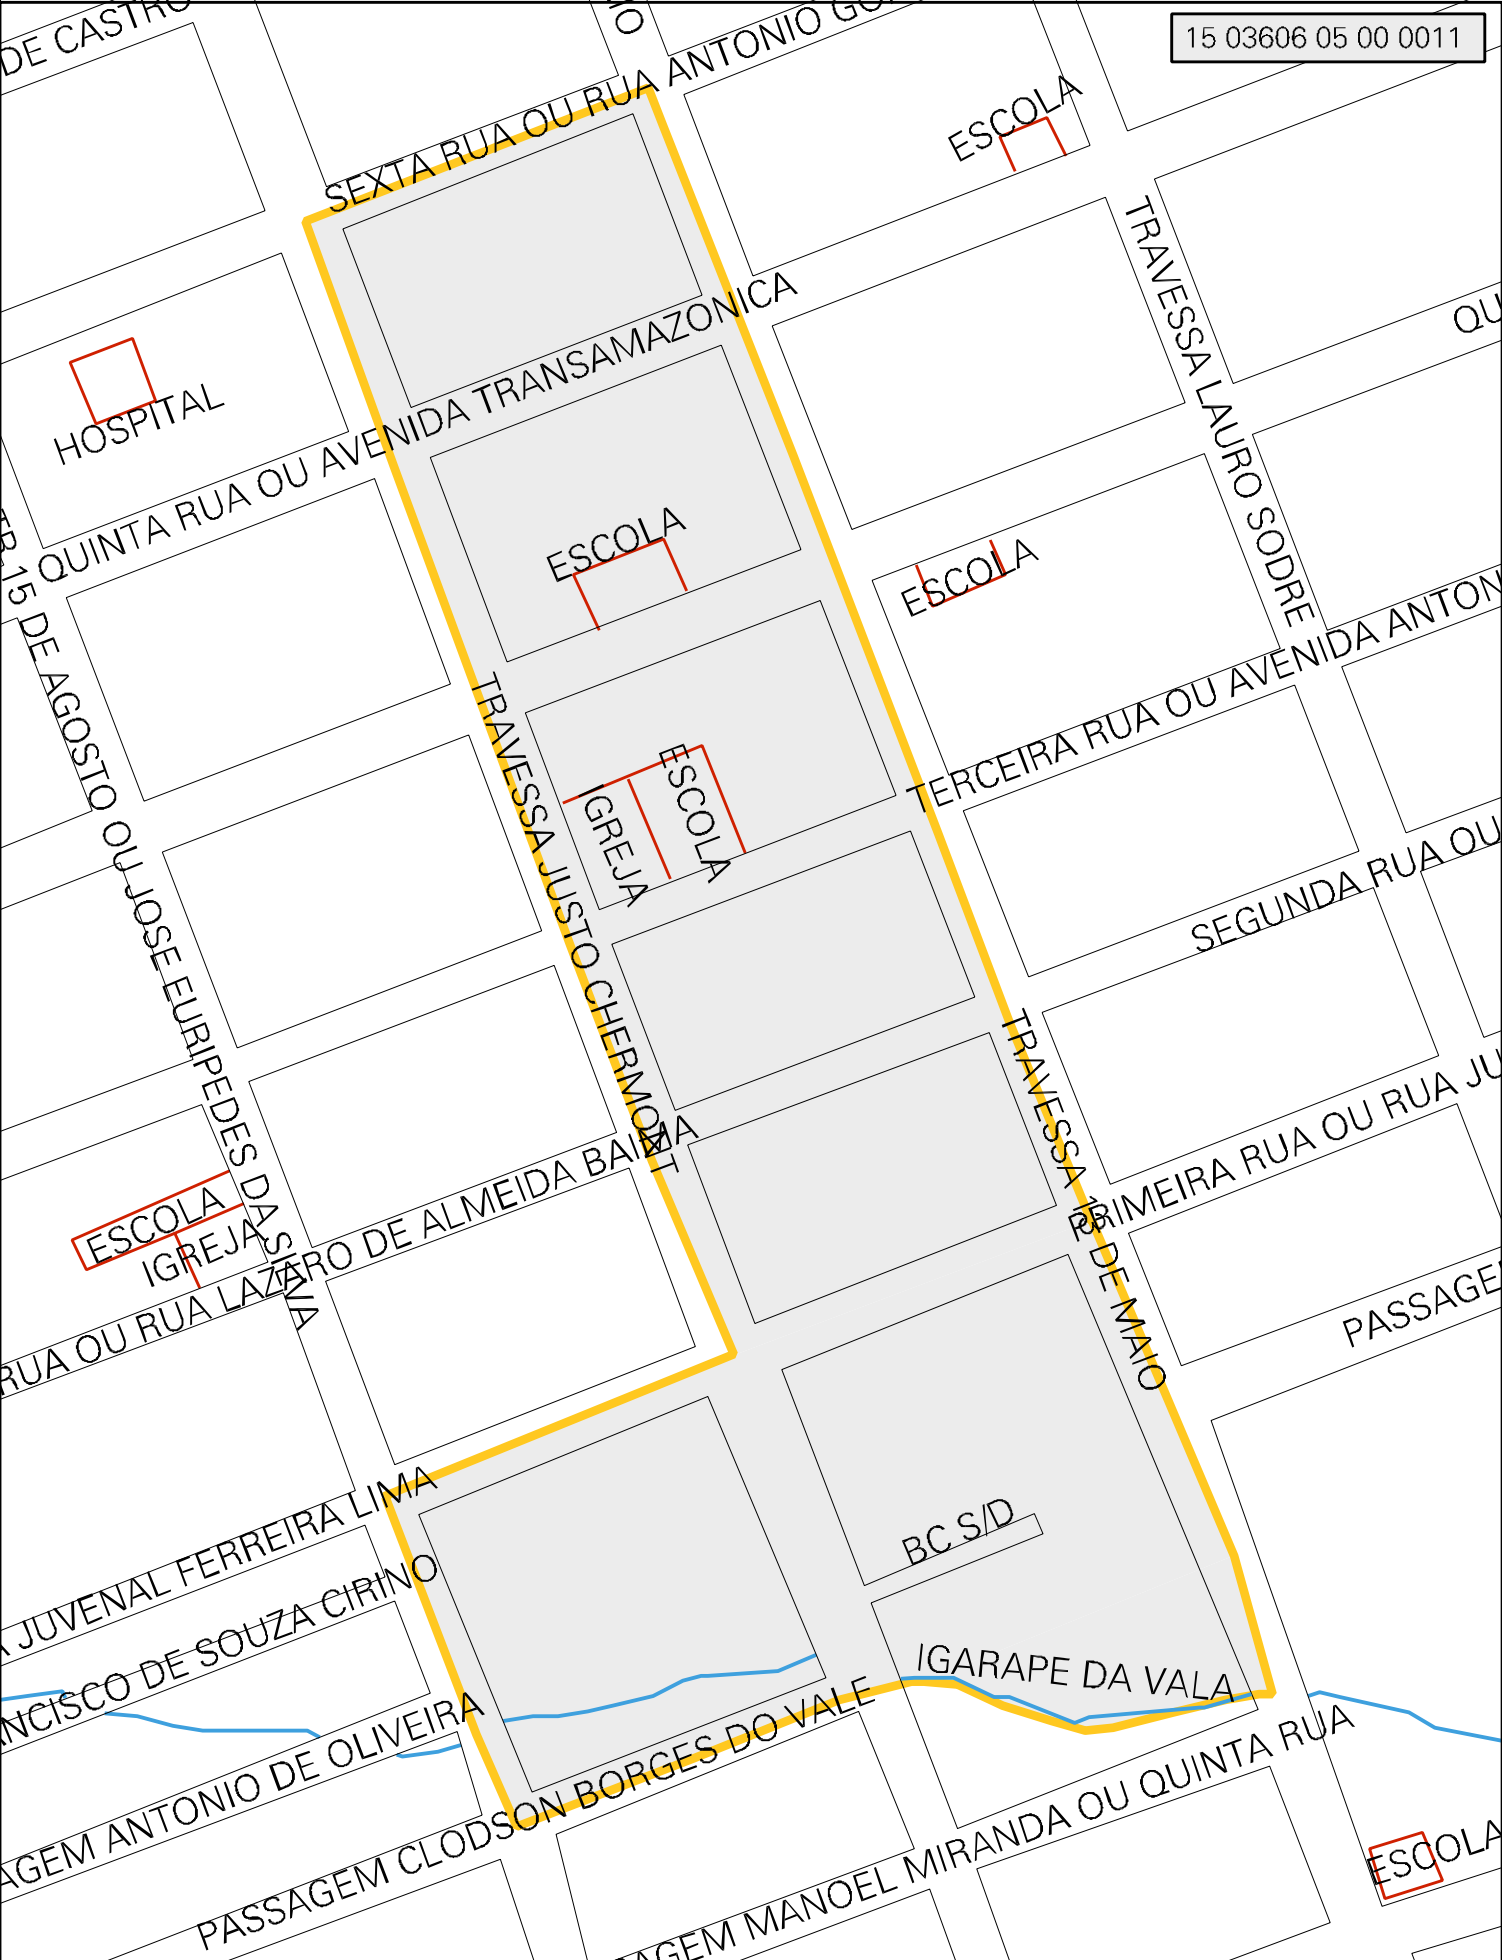 DE CASTRO
IO
SEXTA RUA OU RUA ANTONIO
15 03606 05 00 0011
ESCOLA
TRAVESSA LAURO SODRE
QU
HOSPITAL
QUINTA RUA OU AVENIDA TRANSAMAZONICA
TR 15 DE AGOSTO OU JOSE EURIPEDES DA SILVA
ESCOLA
ESCOLA
TERCEIRA RUA OU AVENIDA ANTON
TRAVESSA JUSTO CHERMONT
IGREJA
ESCOLA
SEGUNDA RUA OU
TRAVESSA 13 DE MAIO
PRIMEIRA RUA OU RUA JU
ESCOLA
IGREJA
RUA OU RUA LAZARO DE ALMEIDA BAIMA
PASSAGE
A JUVENAL FERREIRA LIMA
NCISCO DE SOUZA CIRINO
BC S/D
IGARAPE DA VALA
AGEM ANTONIO DE OLIVEIRA
PASSAGEM CLODSON BORGES DO VALE
AGEM MANOEL MIRANDA OU QUINTA RUA
ESCOLA